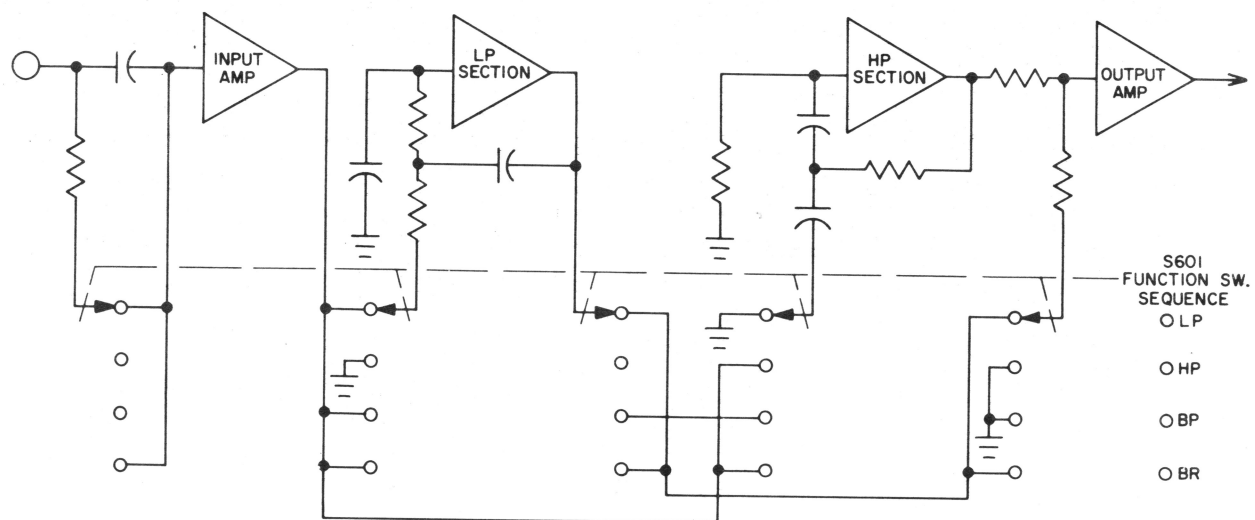 INPUT
AMP
LP
SECTION
HP
SECTION
OUTPUT
AMP
S601
FUNCTION SW.
SEQUENCE
LP
HP
BP
BR